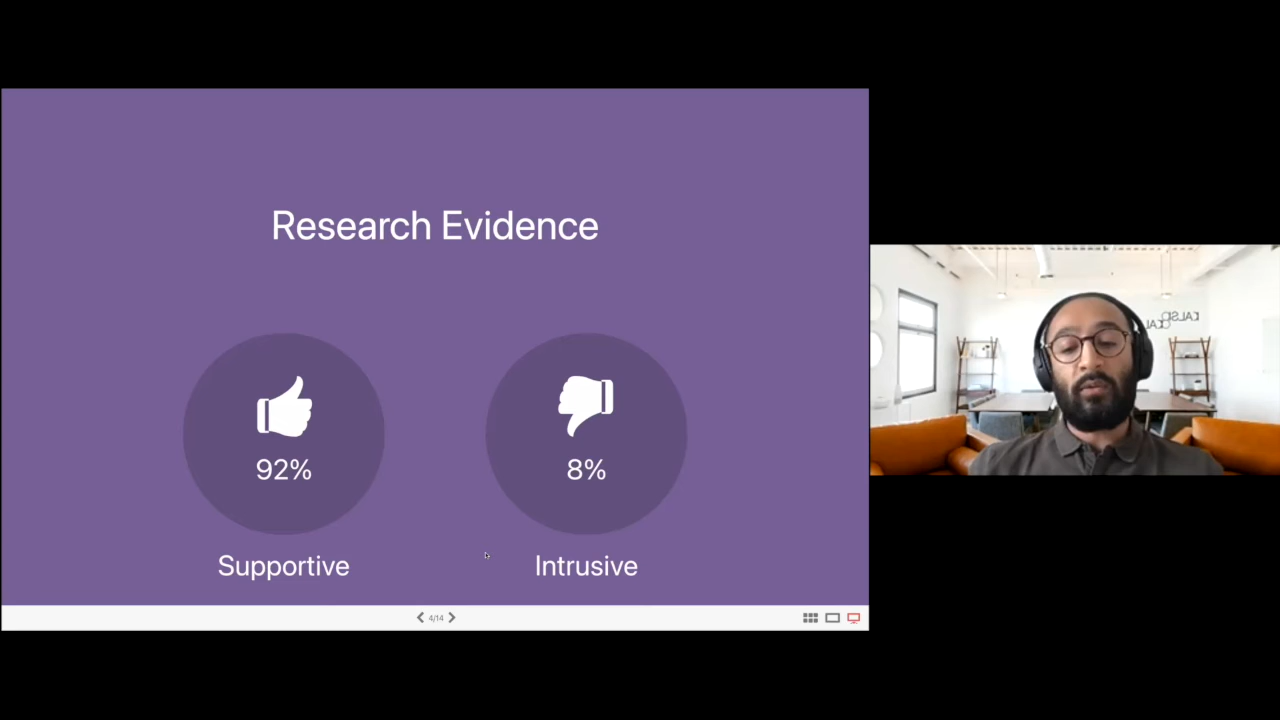 Research Evidence
92%
8%
Supportive
Intrusive
4/14